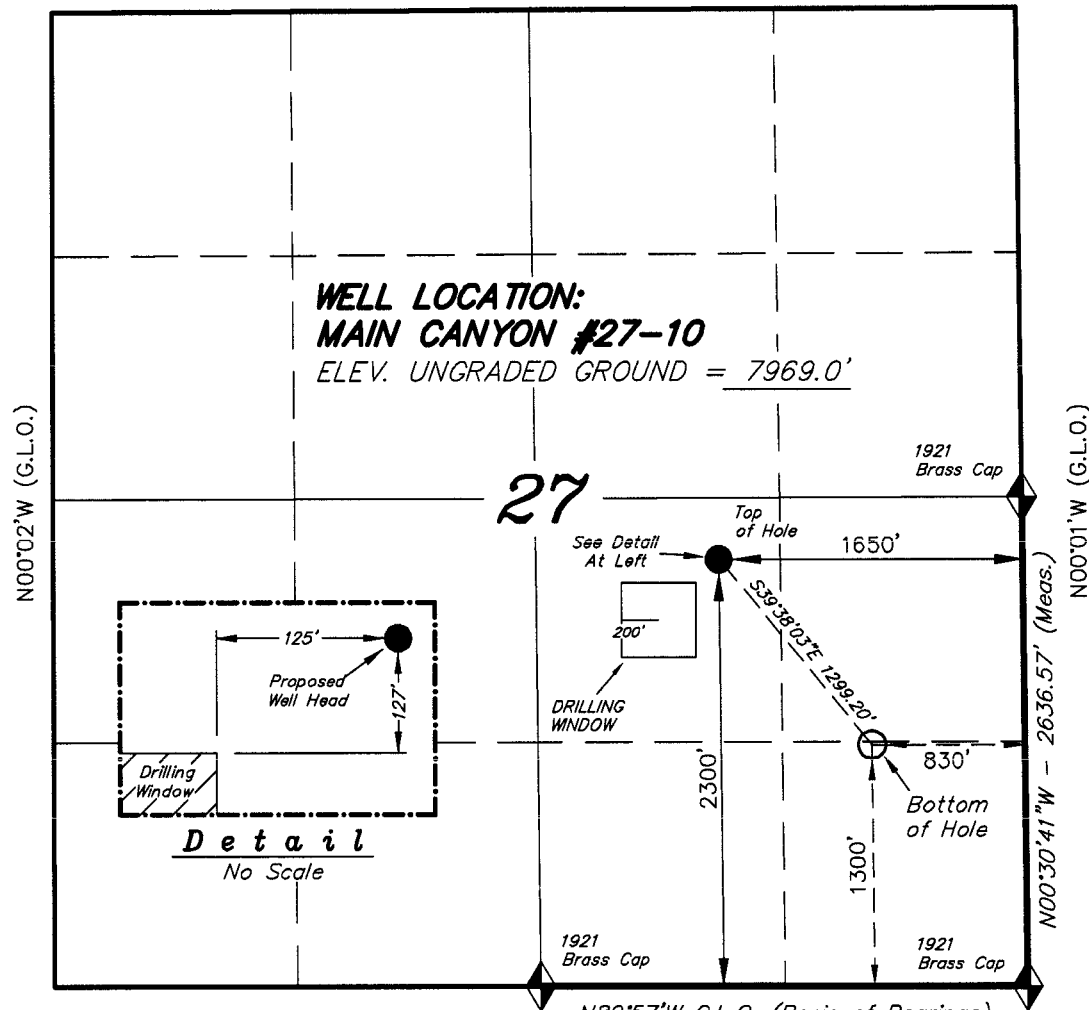 WELL LOCATION:
MAIN CANYON #27-10
ELEV. UNGRADED GROUND = 7969.0'
N00°02'W (G.L.O.)
N00°01'W (G.L.O.)
1921
Brass Cap
27
Top
of Hole
See Detail
At Left
1650'
N00°30'41"W - 2636.57' (Meas.)
S39°38'03"E 1299.20'
200'
125'
Proposed
Well Head
127'
DRILLING
WINDOW
Drilling
Window
2300'
830'
Bottom
of Hole
Detail
No Scale
1300'
1921
Brass Cap
1921
Brass Cap
G.L.O. (Basis of Bearings)